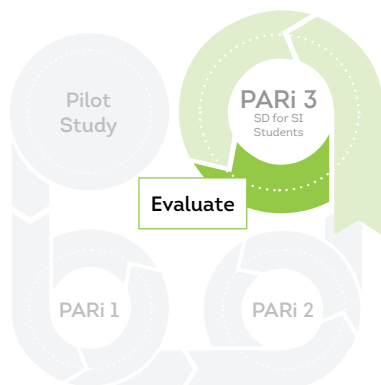 Pilot
Study
PARi 3
SD for SI
Students
Evaluate
PARi 1
PARi 2